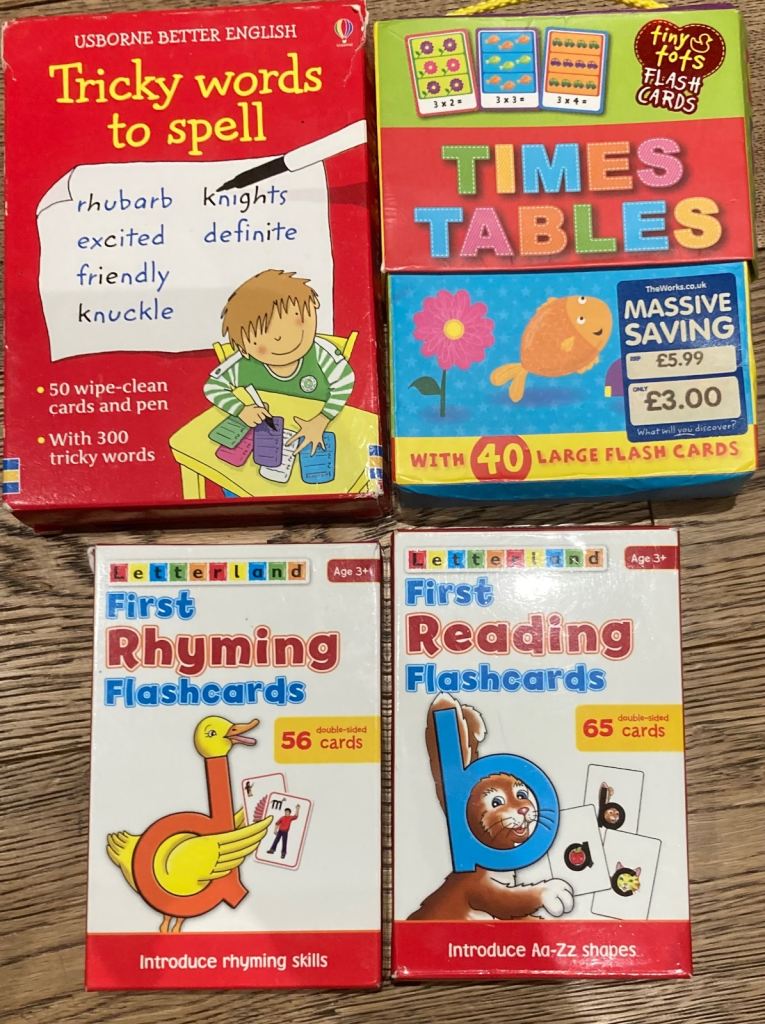 USBORNE BETTER ENGLISH
USBORNE
Tricky words
to spell
rhubarb knights
excited definite
friendly
knuckle
• 50 wipe-clean
cards and pen
• With 300
tricky words
3 x 2 =
3 x 3 =
3 x 4 =
tiny
tots
FLASH
CARDS
TIMES
TABLES
TheWorks.co.uk
MASSIVE
SAVING
RRP £5.99
ONLY £3.00
What will you discover?
WITH 40 LARGE FLASH CARDS
Letterland
Age 3+
First
Rhyming
Flashcards
56 double-sided cards
d
m
Introduce rhyming skills
Letterland
Age 3+
First
Reading
Flashcards
65 double-sided cards
b
b
a
c
Introduce Aa-Zz shapes